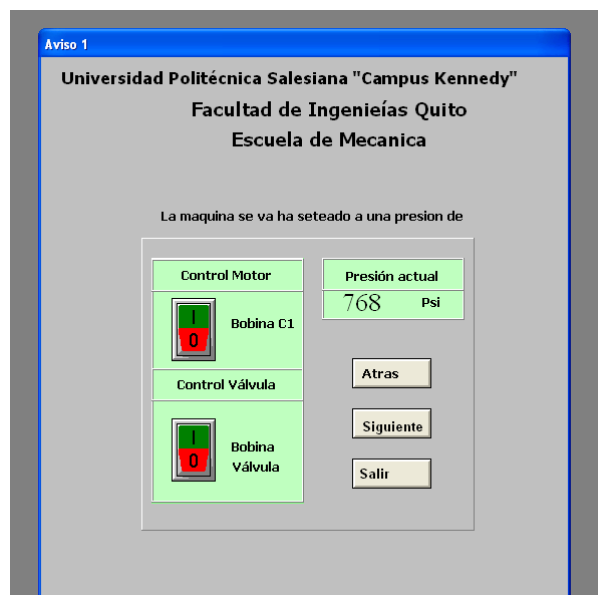 Aviso 1
Universidad Politécnica Salesiana "Campus Kennedy"
Facultad de Ingenieías Quito
Escuela de Mecanica
La maquina se va ha seteado a una presion de
Control Motor
I
0
Bobina C1
Control Válvula
I
0
Bobina
Válvula
Presión actual
768 Psi
Atras
Siguiente
Salir